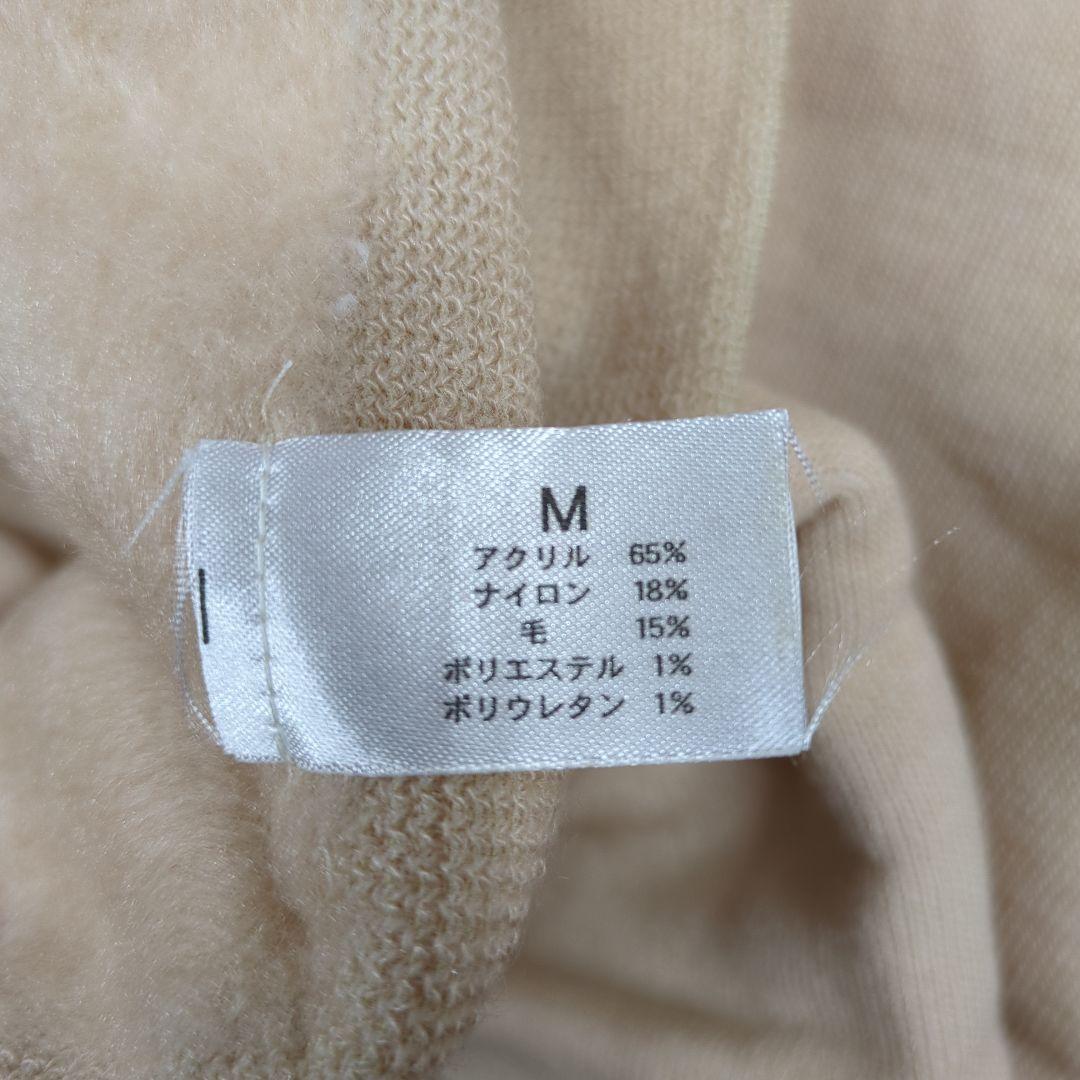 M
アクリル 65%
ナイロン 18%
毛 15%
ポリエステル 1%
ポリウレタン 1%